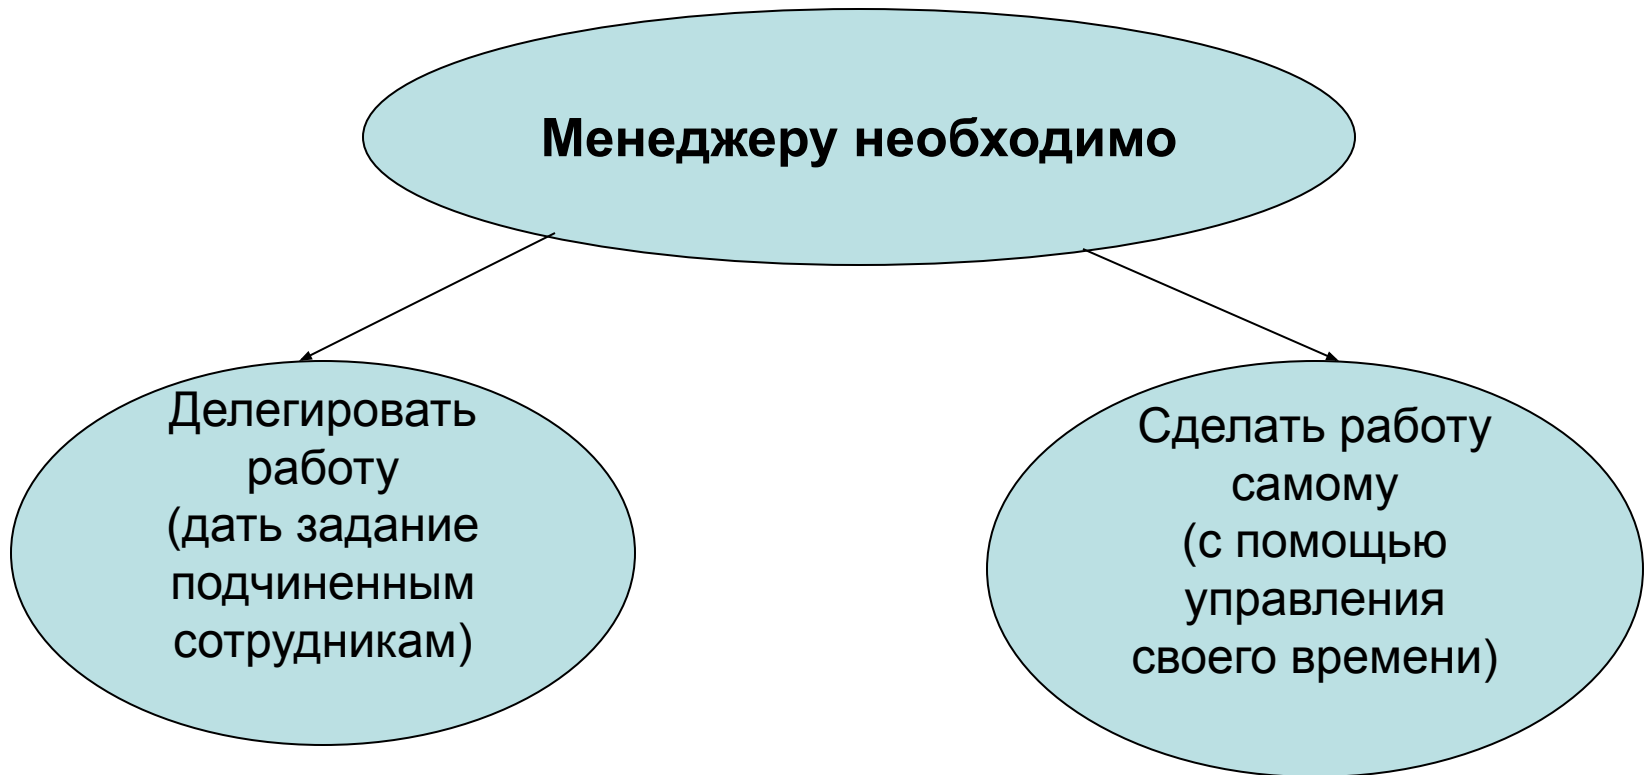 Менеджеру необходимо
Делегировать
работу
(дать задание
подчиненным
сотрудникам)
Сделать работу
самому
(с помощью
управления
своего времени)